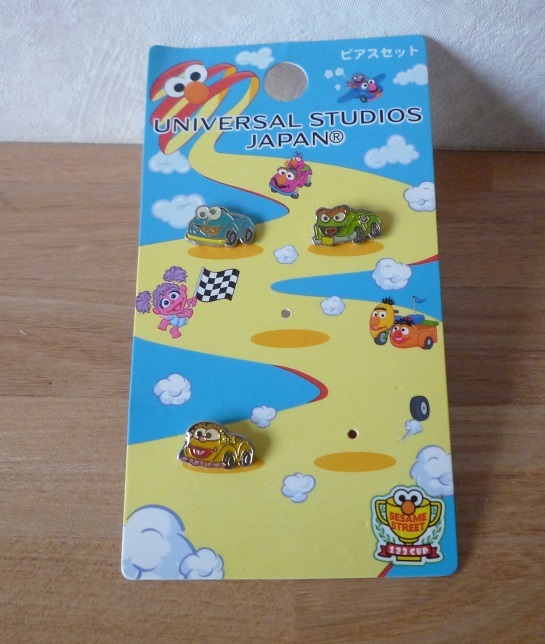 ピアスセット
UNIVERSAL STUDIOS
JAPAN®
SESAME
STREET
123 CUP